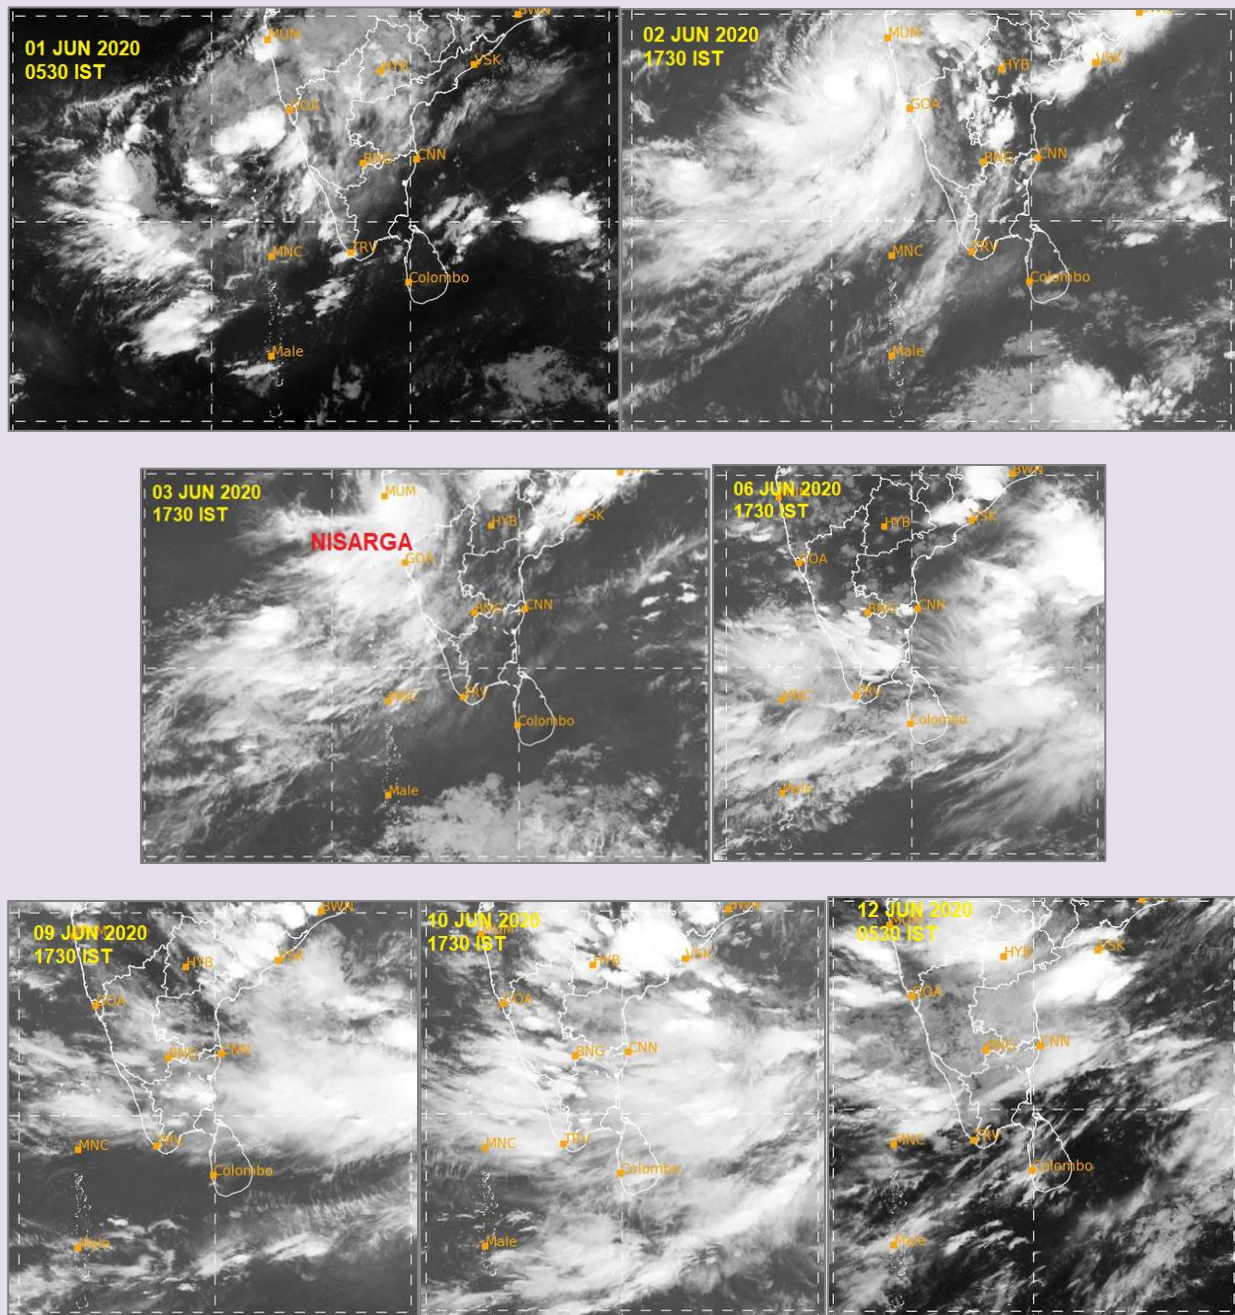 BWN
01 JUN 2020
0530 IST
MUM
HYB
VSK
GOA
BNG
CNN
MNC
TRV
Colombo
Male
02 JUN 2020
1730 IST
MUM
HYB
VSK
GOA
BNG
CNN
MNC
TRV
Colombo
Male
03 JUN 2020
1730 IST
MUM
NISARGA
HYB
VSK
GOA
BNG
CNN
MNC
TRV
Colombo
Male
BWN
06 JUN 2020
1730 IST
HYB
VSK
GOA
BNG
CNN
MNC
TRV
Colombo
Male
BWN
09 JUN 2020
1730 IST
HYB
VSK
GOA
BNG
CNN
MNC
TRV
Colombo
Male
BWN
10 JUN 2020
1730 IST
MUM
HYB
VSK
GOA
BNG
CNN
MNC
TRV
Colombo
Male
12 JUN 2020
0530 IST
HYB
VSK
GOA
BNG
CNN
MNC
TRV
Colombo
Male